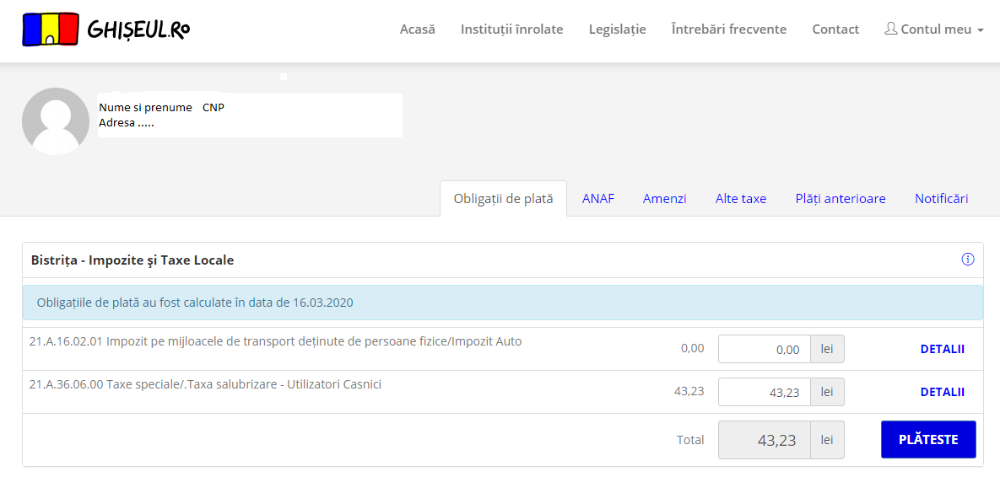 GHIȘEUL.RO
Acasă Instituții înrolate Legislație Întrebări frecvente Contact Contul meu
Nume si prenume CNP
Adresa .....
Obligații de plată ANAF Amenzi Alte taxe Plăți anterioare Notificări
Bistrița - Impozite şi Taxe Locale
Obligațiile de plată au fost calculate în data de 16.03.2020
21.A.16.02.01 Impozit pe mijloacele de transport deținute de persoane fizice/Impozit Auto 0,00 0,00 lei DETALII
21.A.36.06.00 Taxe speciale/.Taxa salubrizare - Utilizatori Casnici 43,23 43,23 lei DETALII
Total 43,23 lei PLĂTESTE